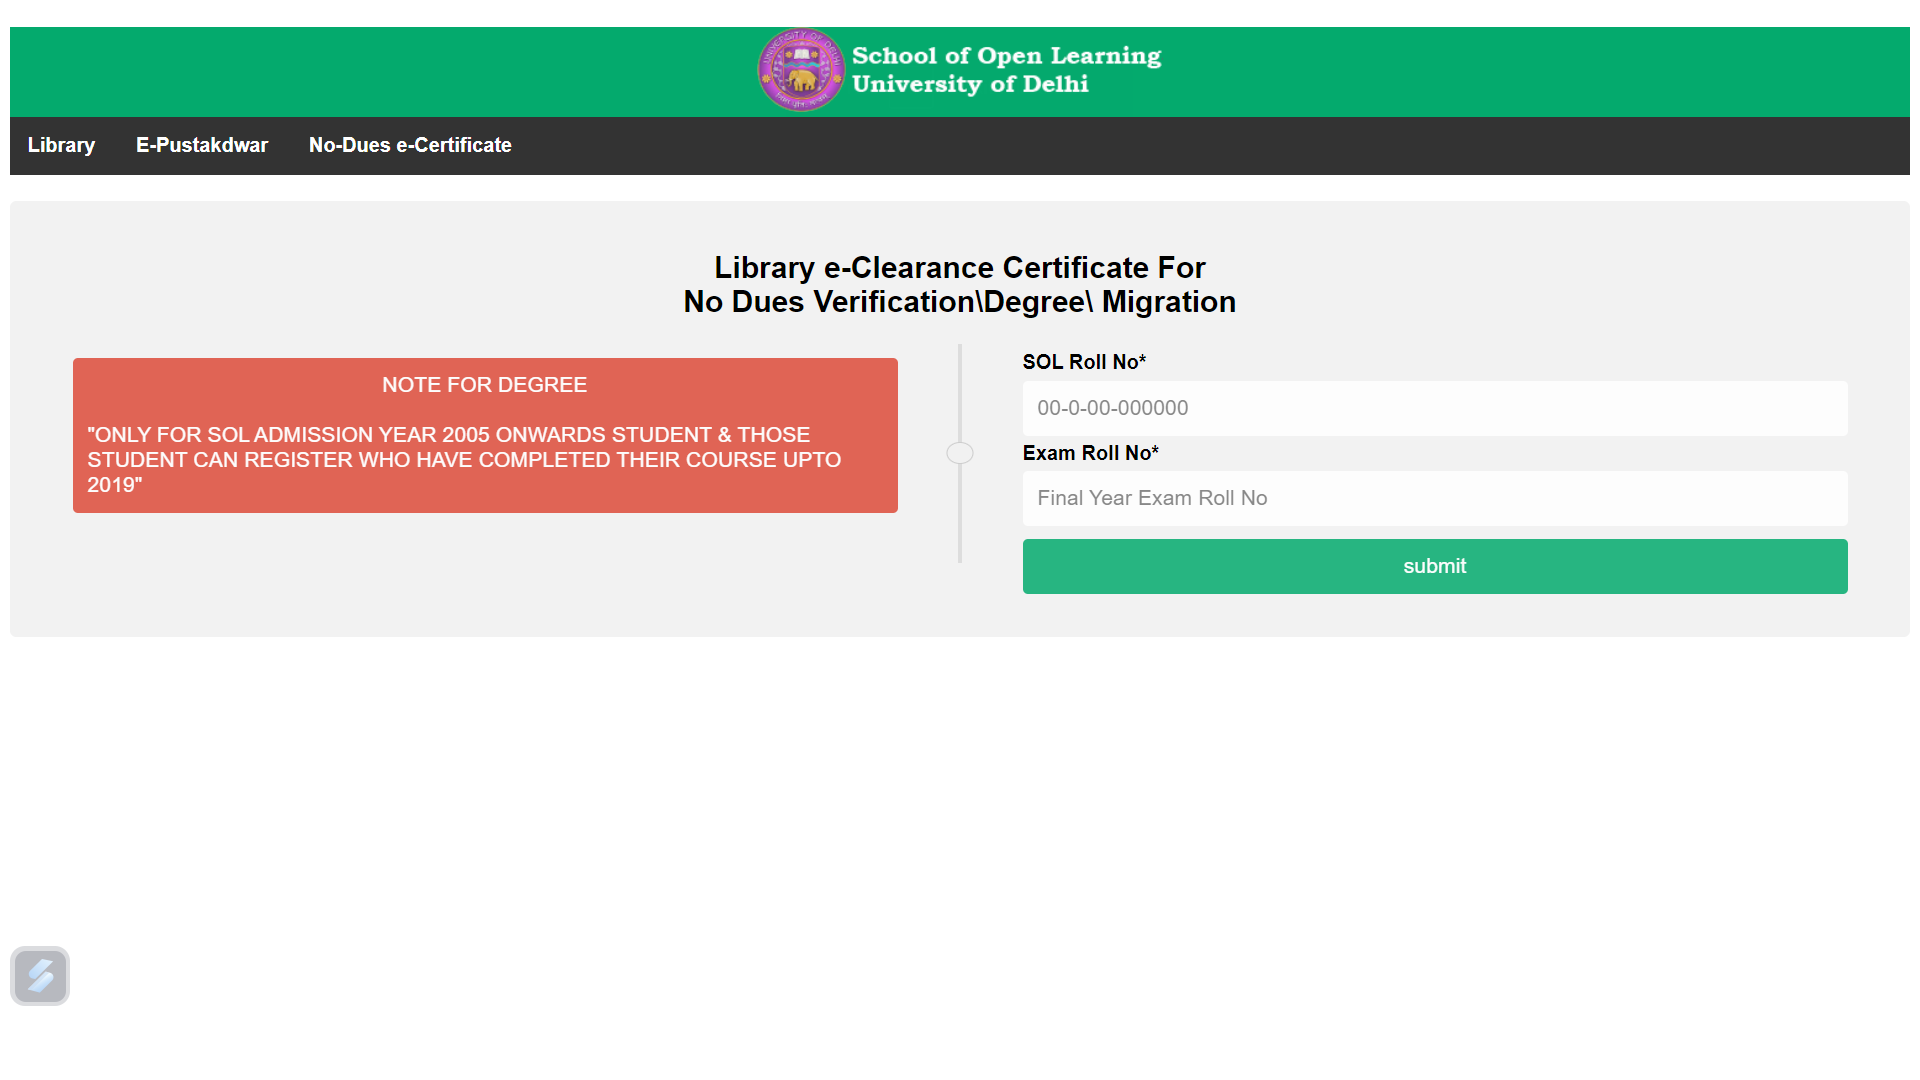 UNIVERSITY OF DELHI
School of Open Learning
University of Delhi
Library E-Pustakdwar No-Dues e-Certificate
Library e-Clearance Certificate For
No Dues Verification\Degree\ Migration
NOTE FOR DEGREE
"ONLY FOR SOL ADMISSION YEAR 2005 ONWARDS STUDENT & THOSE
STUDENT CAN REGISTER WHO HAVE COMPLETED THEIR COURSE UPTO
2019"
SOL Roll No*
00-0-00-000000
Exam Roll No*
Final Year Exam Roll No
submit